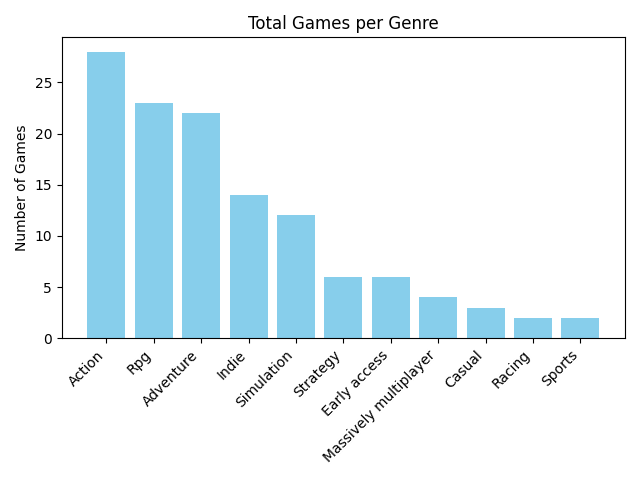 Total Games per Genre
Number of Games
25
20
15
10
5
0
Action
Rpg
Adventure
Indie
Simulation
Strategy
Early access
Massively multiplayer
Casual
Racing
Sports